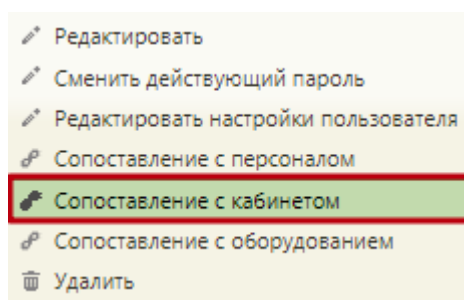 Редактировать
Сменить действующий пароль
Редактировать настройки пользователя
Сопоставление с персоналом
Сопоставление с кабинетом
Сопоставление с оборудованием
Удалить